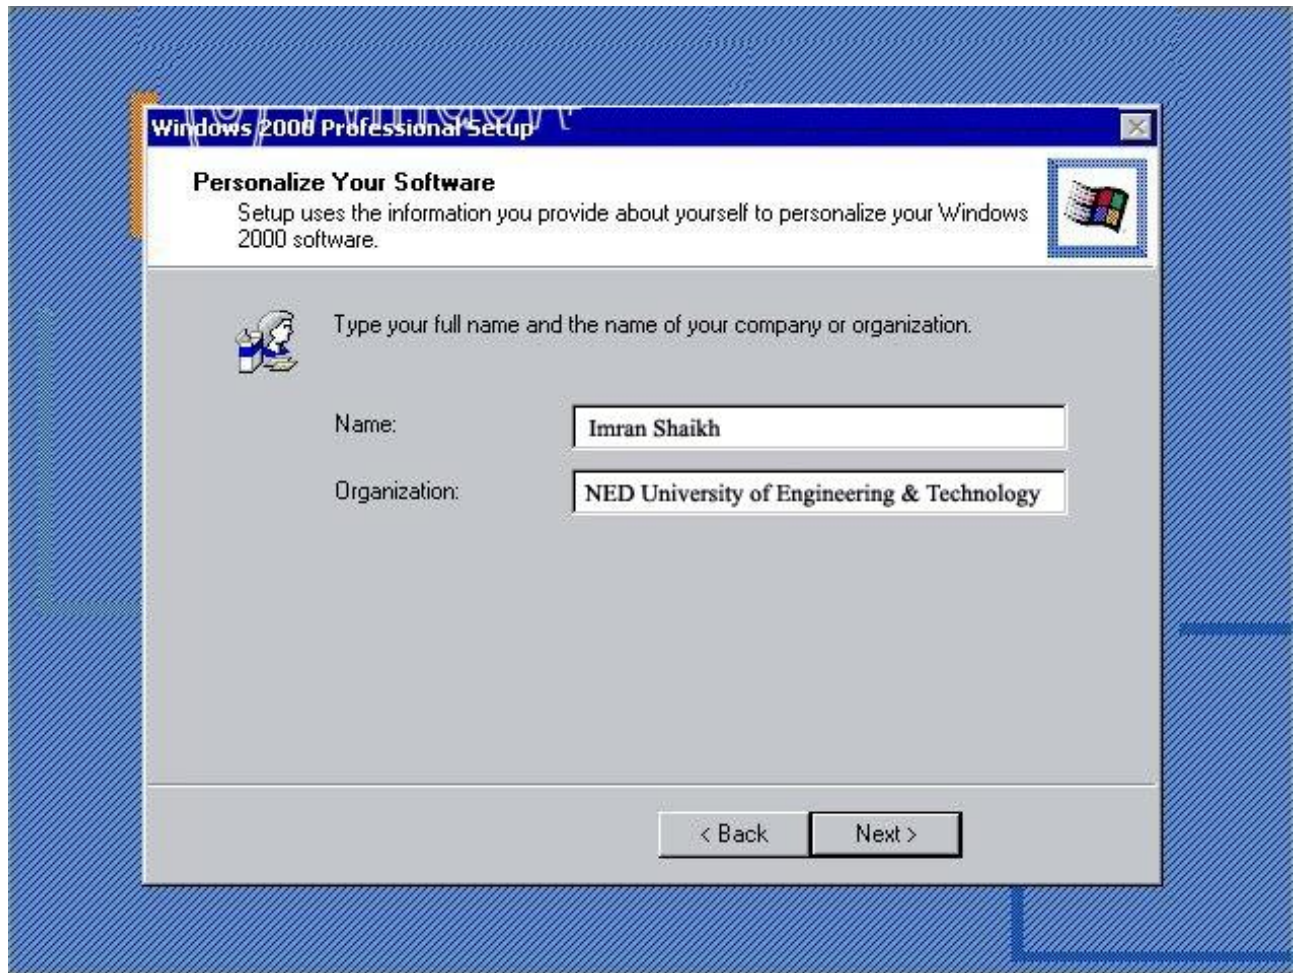 Windows 2000 Professional Setup
Personalize Your Software
Setup uses the information you provide about yourself to personalize your Windows
2000 software.
Type your full name and the name of your company or organization.
Name:
Imran Shaikh
Organization:
NED University of Engineering & Technology
< Back
Next >